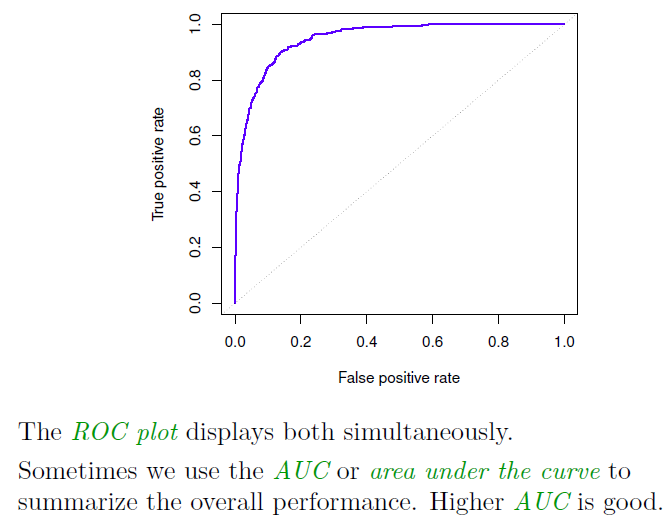 1.0
0.8
0.6
0.4
0.2
0.0
True positive rate
0.0 0.2 0.4 0.6 0.8 1.0
False positive rate
The ROC plot displays both simultaneously.
Sometimes we use the AUC or area under the curve to
summarize the overall performance. Higher AUC is good.